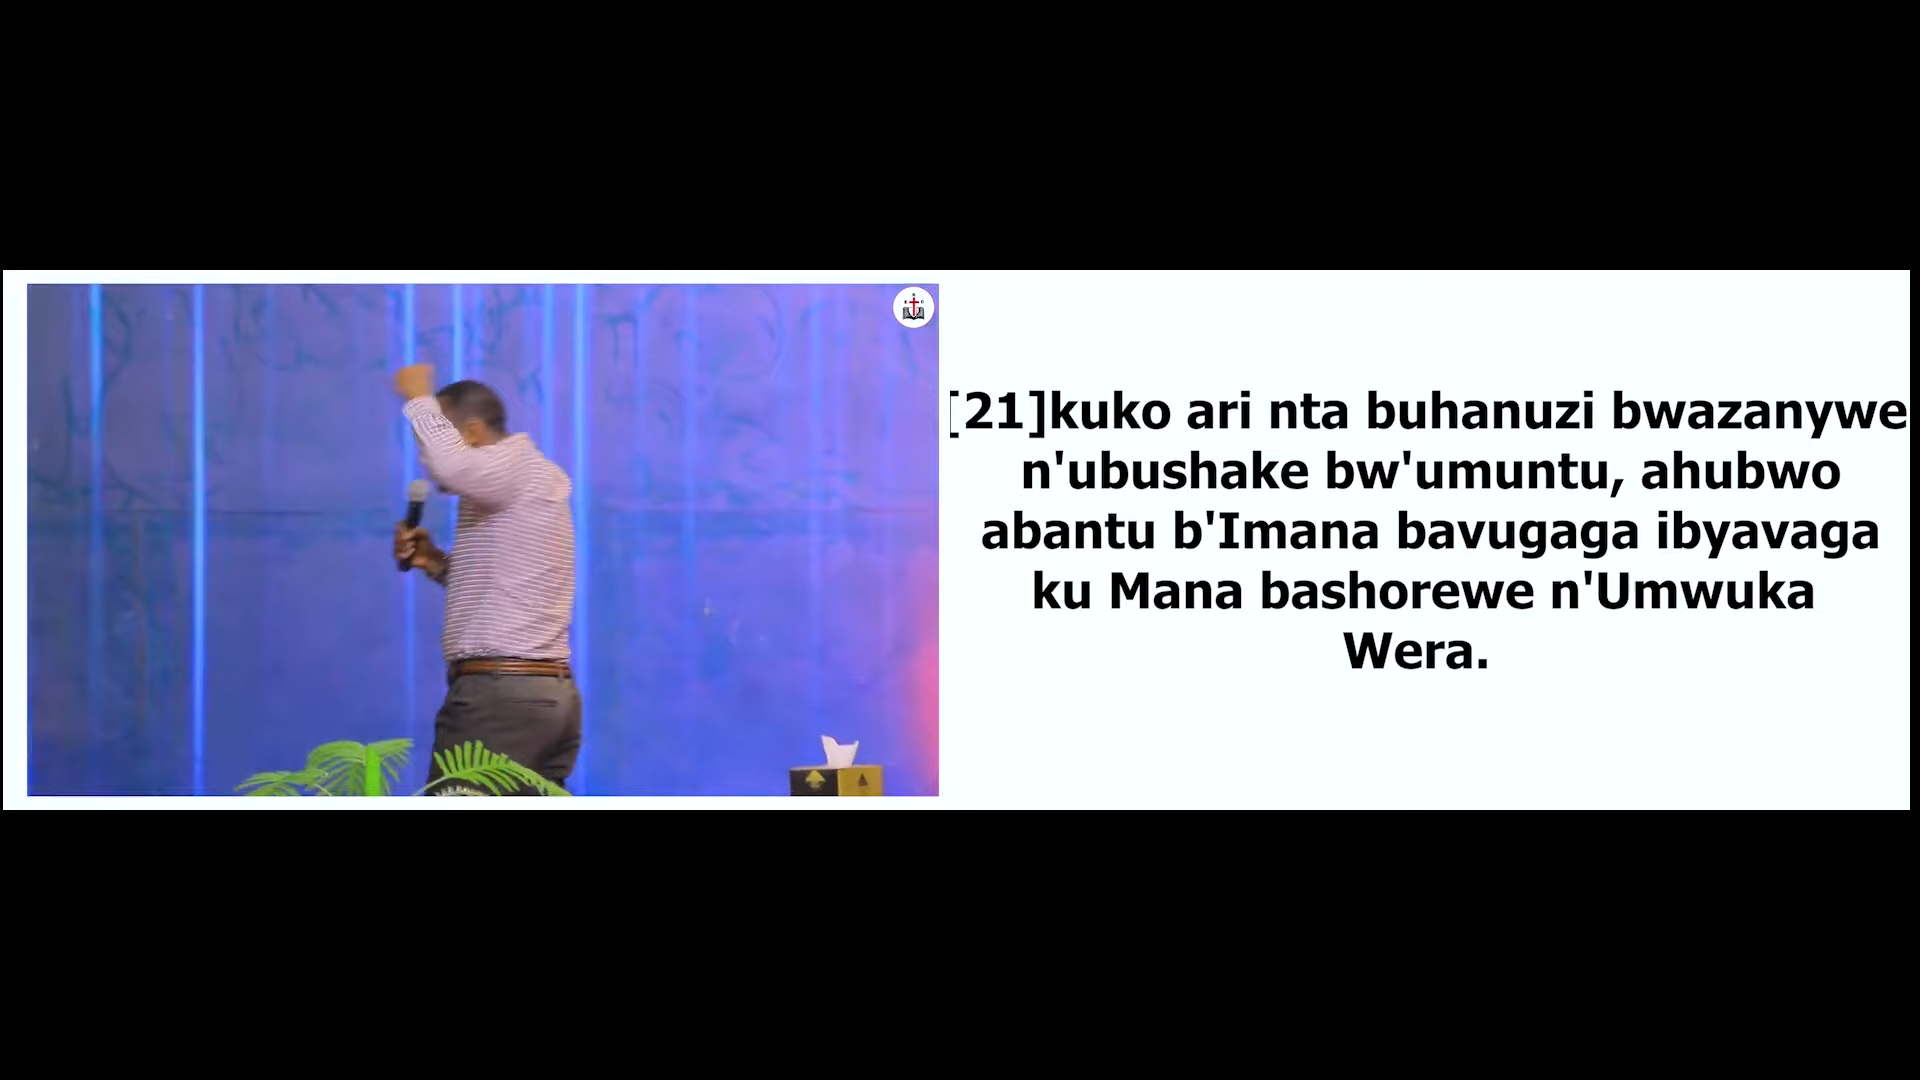 [21]kuko ari nta buhanuzi bwazanywe
n'ubushake bw'umuntu, ahubwo
abantu b'Imana bavugaga ibyavaga
ku Mana bashorewe n'Umwuka
Wera.